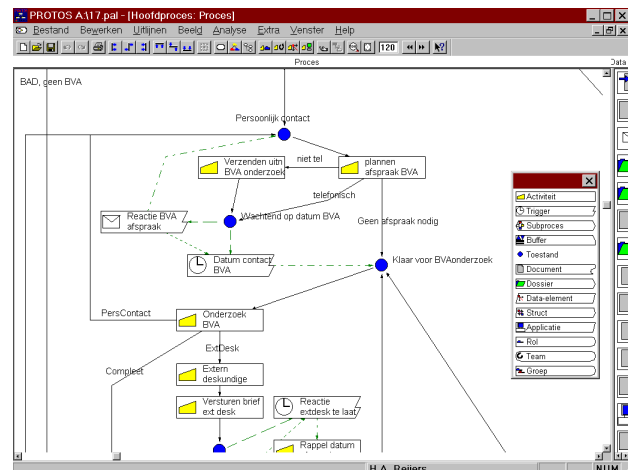 PROTOS A:\17.pal - [Hoofdproces: Proces]
Bestand Bewerken Uitlijnen Beeld Analyse Extra Venster Help
120
Proces
Data
BAD, geen BVA
Persoonlijk contact
niet tel
Verzenden uitn
BVA onderzoek
plannen
afspraak BVA
telefonisch
Reactie BVA
afspraak
Wachtend op datum BVA
Geen afspraak nodig
Datum contact
BVA
Klaar voor BVAonderzoek
PersContact
Onderzoek
BVA
ExtDesk
Compleet
Extern
deskundige
Versturen brief
ext desk
Reactie
extdesk te laat
Rappel datum
Activiteit
Trigger
Subproces
Buffer
Toestand
Document
Dossier
Data-element
Struct
Applicatie
Rol
Team
Groep
H.A. Reijers
NUM